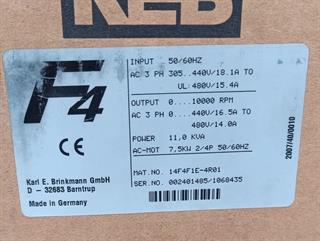 KEB
F4
CE
Karl E. Brinkmann GmbH
D - 32683 Barntrup
Made in Germany
INPUT 50/60HZ
AC 3 PH 305...440V/18.1A TO
UL: 480V/15.4A
OUTPUT 0....10000 RPM
AC 3 PH 0....440V/16.5A TO
480V/14.0A
POWER 11,0 KVA
AC-MOT 7,5KW 2/4P 50/60HZ
MAT.NO. 14F4F1E-4R01
SER.NO. 002401485/1068435
2007/40/0010